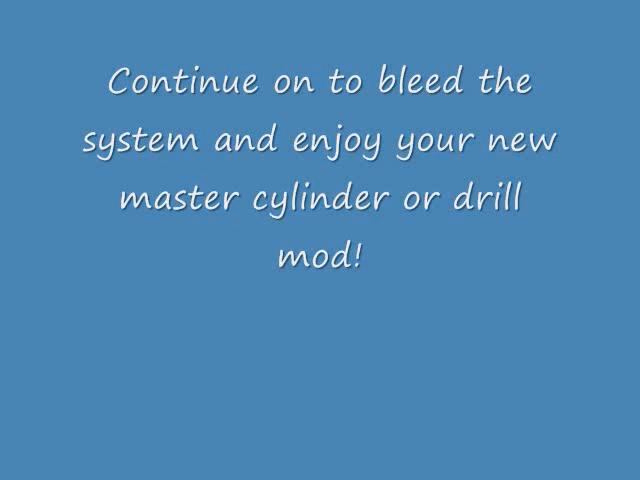 Continue on to bleed the
system and enjoy your new
master cylinder or drill
mod!